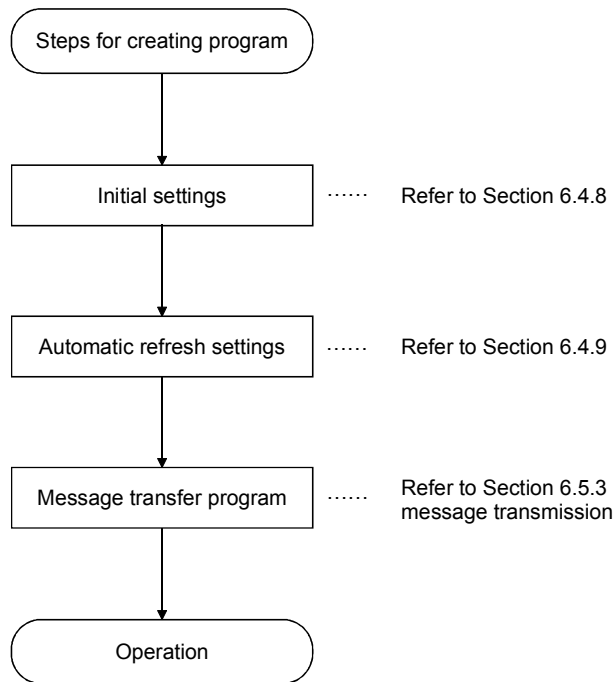 Steps for creating program
Initial settings
...... Refer to Section 6.4.8
Automatic refresh settings
...... Refer to Section 6.4.9
Message transfer program
...... Refer to Section 6.5.3
message transmission
Operation